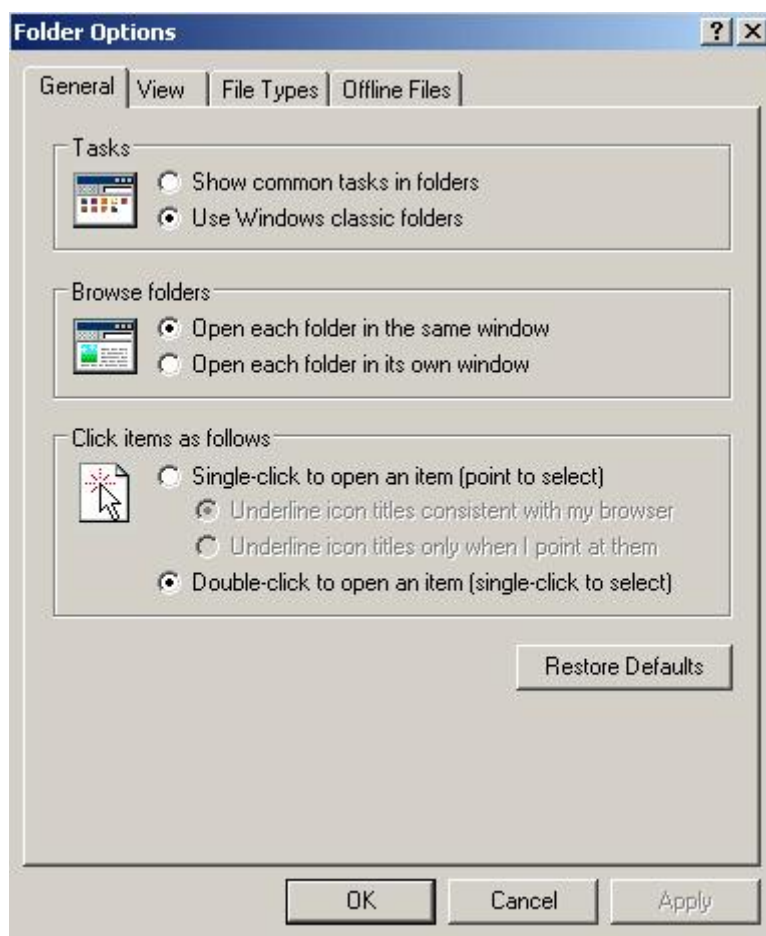 Folder Options
General View File Types Offline Files
Tasks
Show common tasks in folders
Use Windows classic folders
Browse folders
Open each folder in the same window
Open each folder in its own window
Click items as follows
Single-click to open an item (point to select)
Underline icon titles consistent with my browser
Underline icon titles only when I point at them
Double-click to open an item (single-click to select)
Restore Defaults
OK Cancel Apply